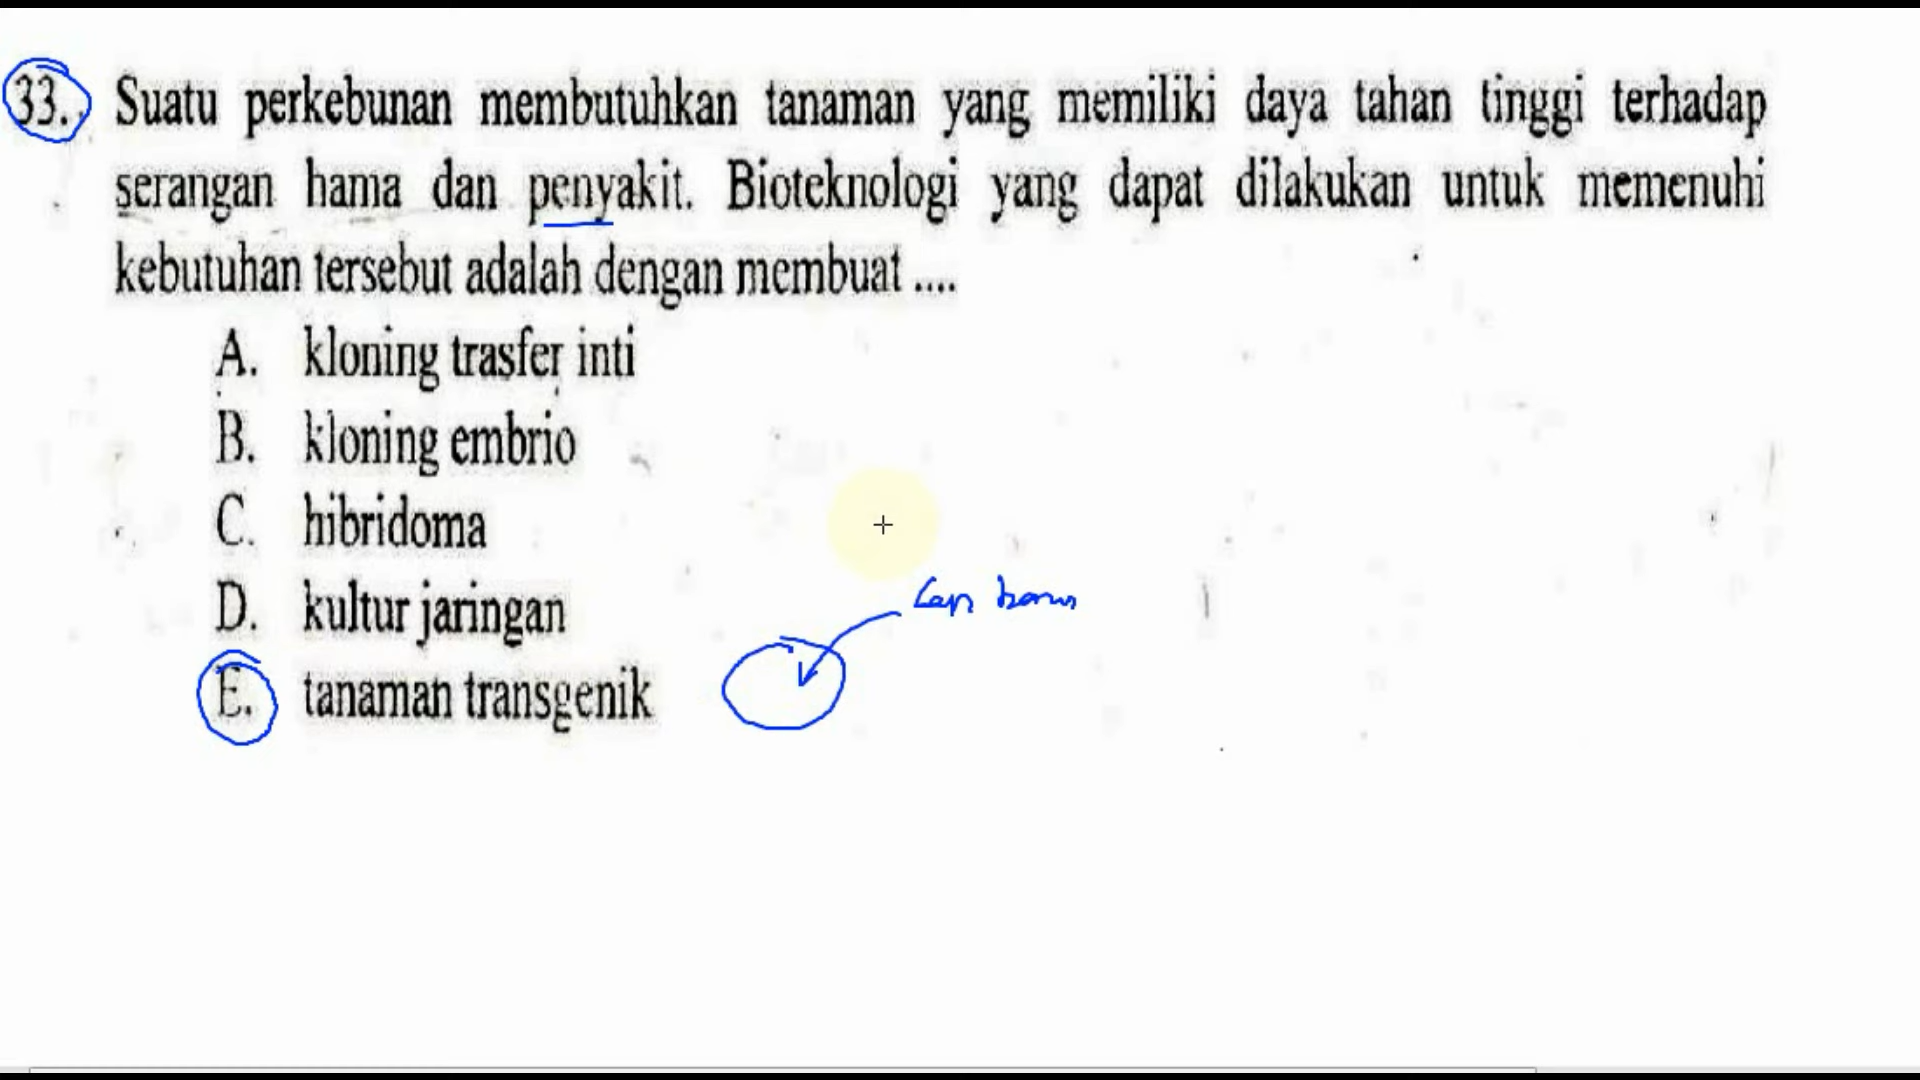 33. Suatu perkebunan membutuhkan tanaman yang memiliki daya tahan tinggi terhadap
serangan hama dan penyakit. Bioteknologi yang dapat dilakukan untuk memenuhi
kebutuhan tersebut adalah dengan membuat ....
A. kloning trasfer inti
B. kloning embrio
C. hibridoma
D. kultur jaringan
E. tanaman transgenik